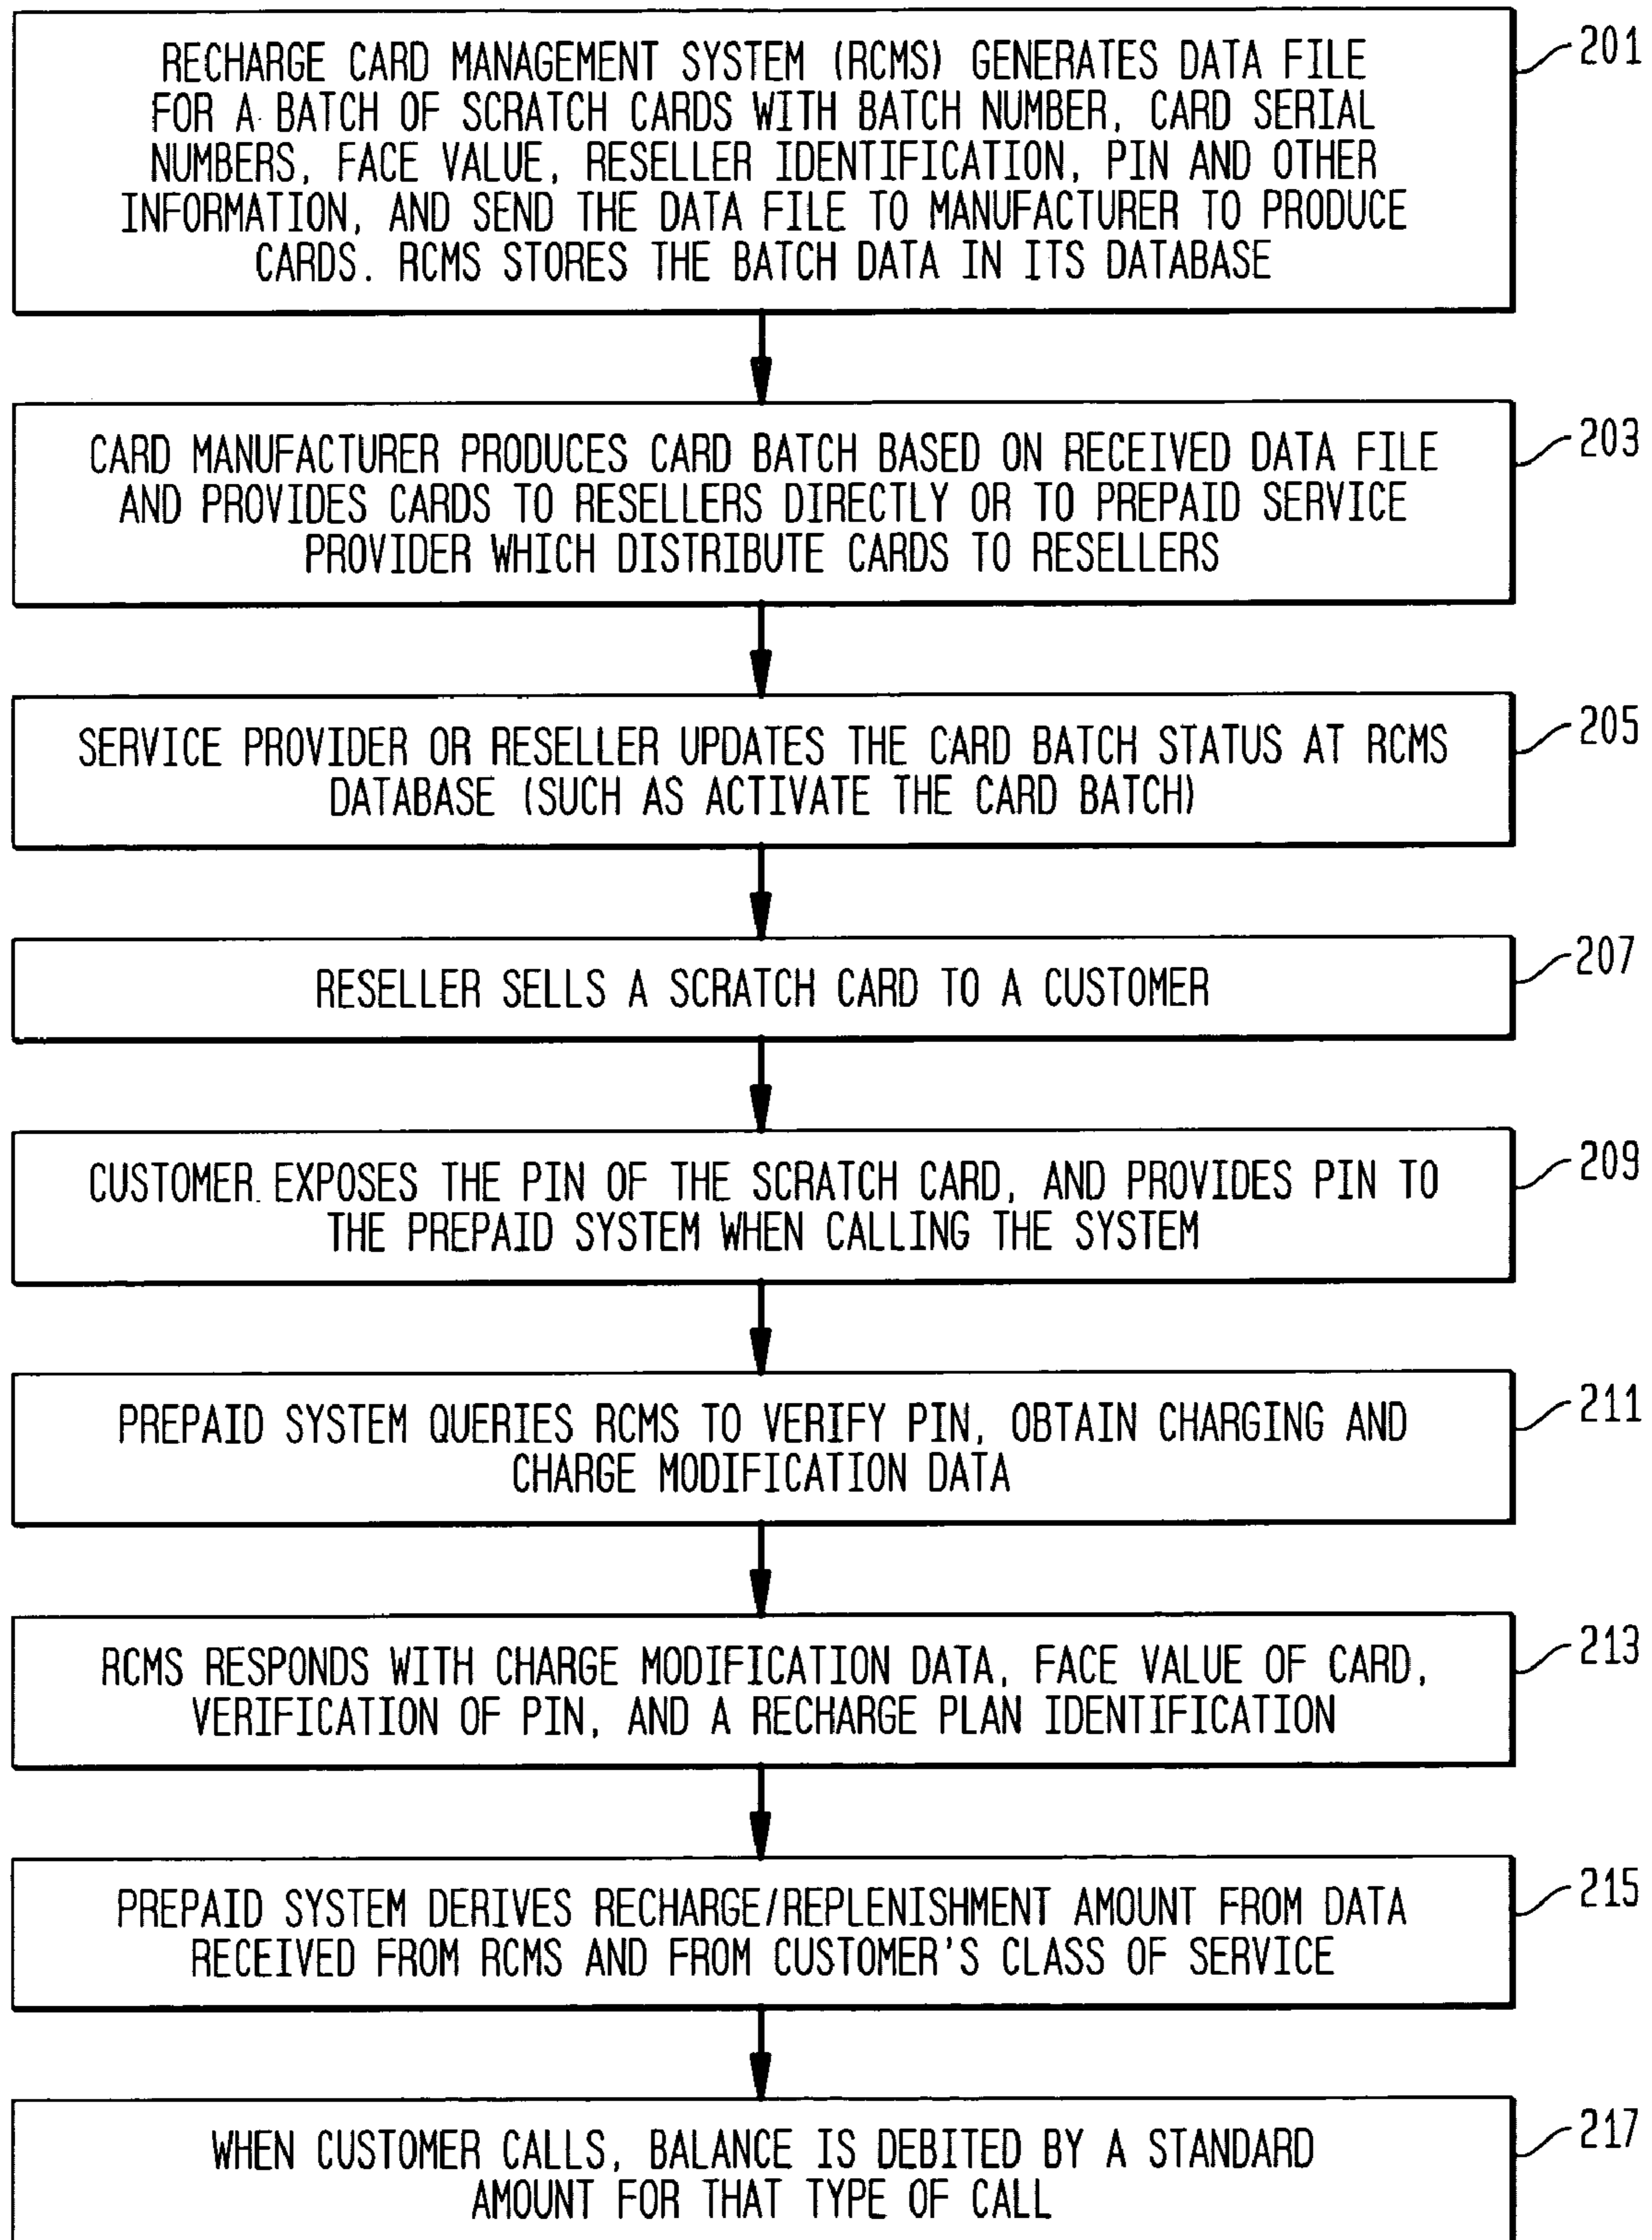 RECHARGE CARD MANAGEMENT SYSTEM (RCMS) GENERATES DATA FILE
FOR A BATCH OF SCRATCH CARDS WITH BATCH NUMBER, CARD SERIAL
NUMBERS, FACE VALUE, RESELLER IDENTIFICATION, PIN AND OTHER
INFORMATION, AND SEND THE DATA FILE TO MANUFACTURER TO PRODUCE
CARDS. RCMS STORES THE BATCH DATA IN ITS DATABASE
201
CARD MANUFACTURER PRODUCES CARD BATCH BASED ON RECEIVED DATA FILE
AND PROVIDES CARDS TO RESELLERS DIRECTLY OR TO PREPAID SERVICE
PROVIDER WHICH DISTRIBUTE CARDS TO RESELLERS
203
SERVICE PROVIDER OR RESELLER UPDATES THE CARD BATCH STATUS AT RCMS
DATABASE (SUCH AS ACTIVATE THE CARD BATCH)
205
RESELLER SELLS A SCRATCH CARD TO A CUSTOMER
207
CUSTOMER EXPOSES THE PIN OF THE SCRATCH CARD, AND PROVIDES PIN TO
THE PREPAID SYSTEM WHEN CALLING THE SYSTEM
209
PREPAID SYSTEM QUERIES RCMS TO VERIFY PIN, OBTAIN CHARGING AND
CHARGE MODIFICATION DATA
211
RCMS RESPONDS WITH CHARGE MODIFICATION DATA, FACE VALUE OF CARD,
VERIFICATION OF PIN, AND A RECHARGE PLAN IDENTIFICATION
213
PREPAID SYSTEM DERIVES RECHARGE/REPLENISHMENT AMOUNT FROM DATA
RECEIVED FROM RCMS AND FROM CUSTOMER'S CLASS OF SERVICE
215
WHEN CUSTOMER CALLS, BALANCE IS DEBITED BY A STANDARD
AMOUNT FOR THAT TYPE OF CALL
217